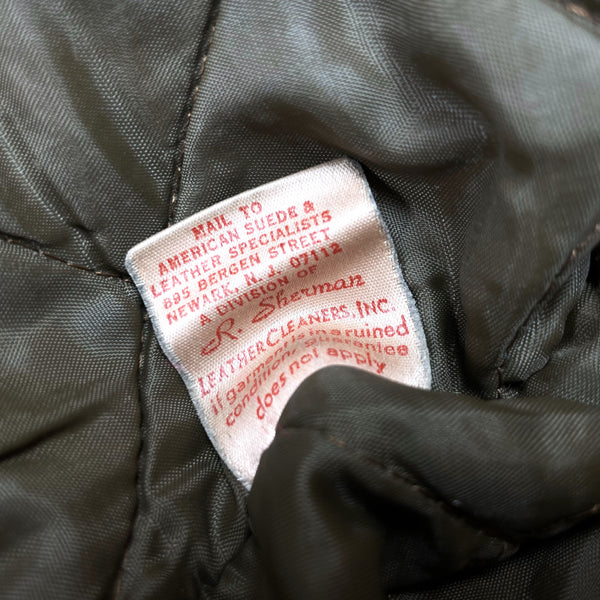 MAIL TO
AMERICAN SUEDE &
LEATHER SPECIALISTS
895 BERGEN STREET
NEWARK, N. J. 07112
A DIVISION OF
R. Sherman
LEATHER CLEANERS, INC.
if garment is in a ruined
condition, guarantee
does not apply